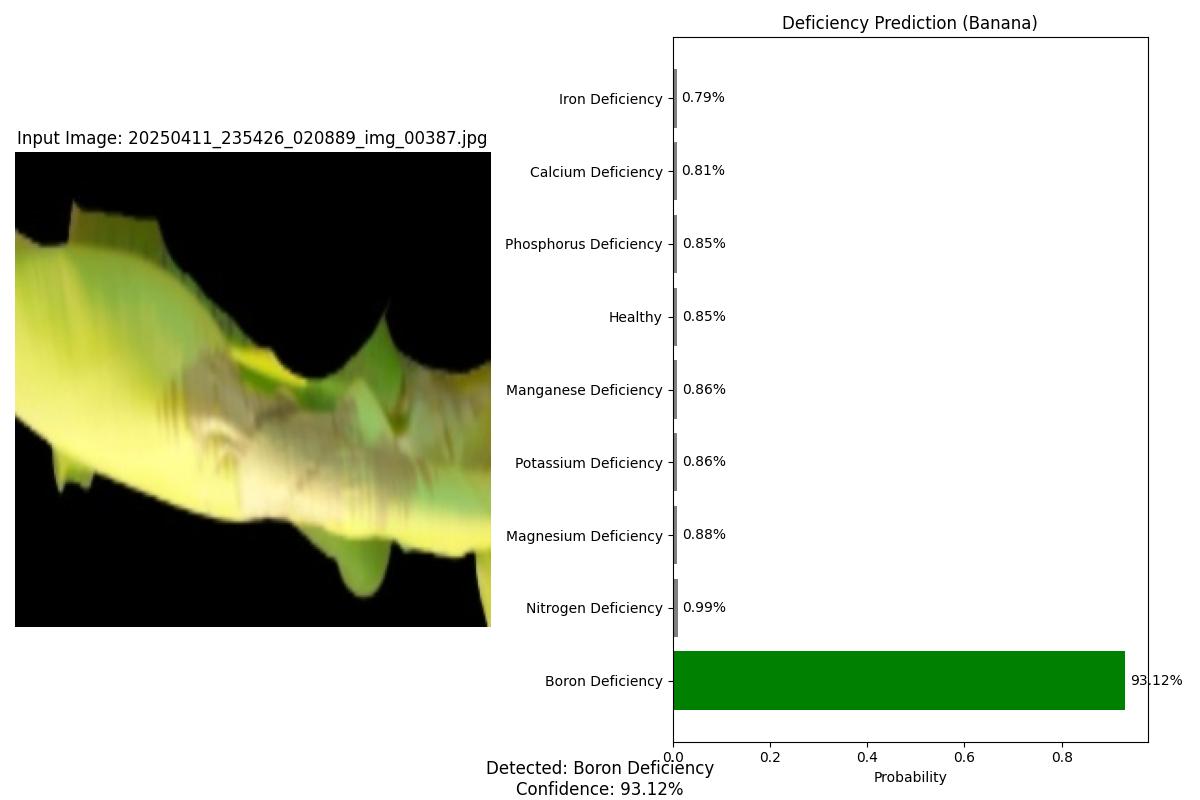 Input Image: 20250411_235426_020889_img_00387.jpg
Deficiency Prediction (Banana)
Iron Deficiency 0.79%
Calcium Deficiency 0.81%
Phosphorus Deficiency 0.85%
Healthy 0.85%
Manganese Deficiency 0.86%
Potassium Deficiency 0.86%
Magnesium Deficiency 0.88%
Nitrogen Deficiency 0.99%
Boron Deficiency 93.12%
0.0 0.2 0.4 0.6 0.8
Probability
Detected: Boron Deficiency
Confidence: 93.12%